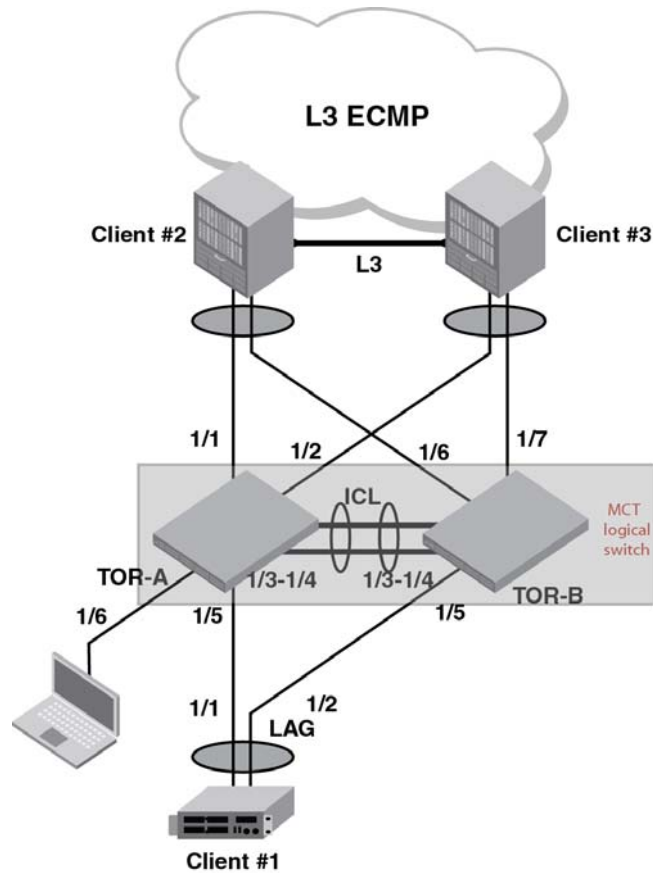 L3 ECMP
Client #2
Client #3
L3
1/1
1/2
1/6
1/7
ICL
MCT
logical
switch
TOR-A
1/3-1/4
1/3-1/4
TOR-B
1/6
1/5
1/5
1/1
1/2
LAG
Client #1